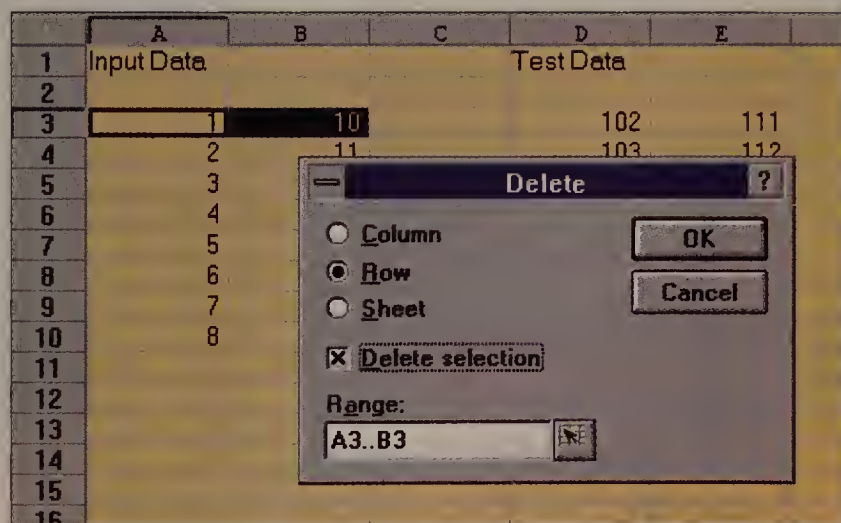 A B C D E
1 Input Data Test Data
2
3 1 10 102 111
4 2 11 103 112
5 3
6 4
7 5
8 6
9 7
10 8
11
12
13
14
15
16
Delete ?
Column OK
Row
Sheet Cancel
Delete selection
Range:
A3..B3